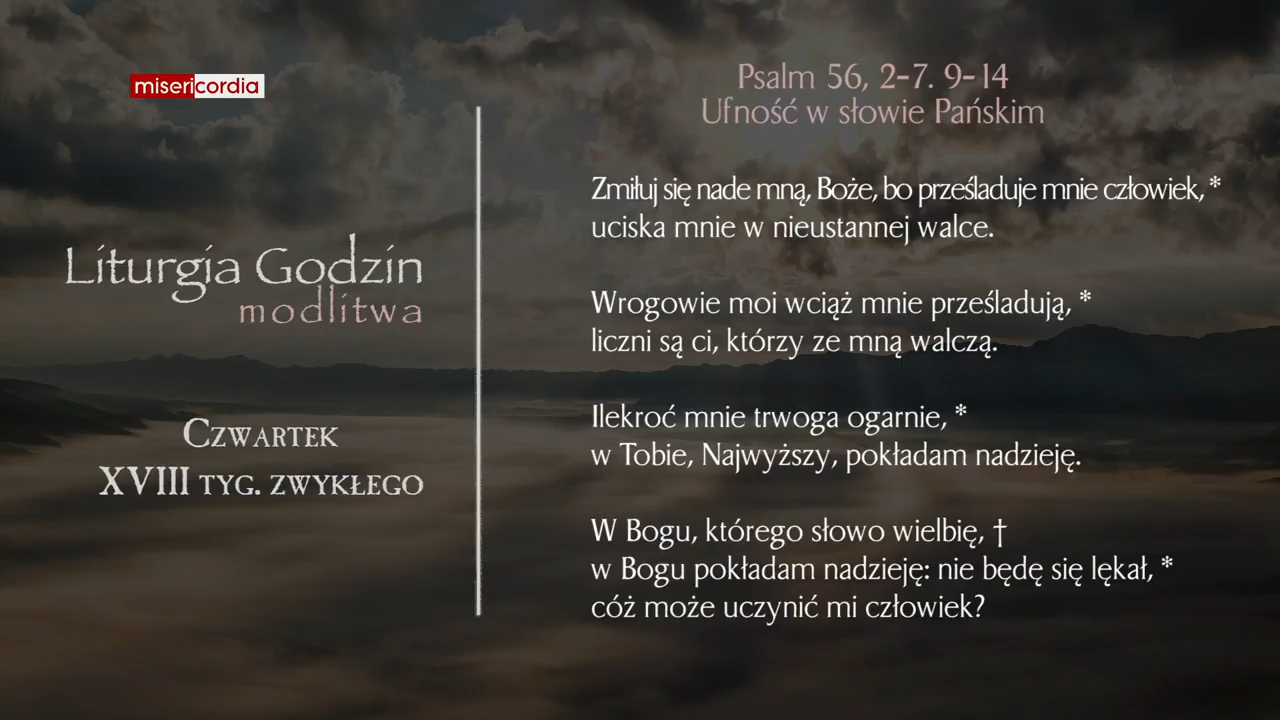 misericordia
Liturgia Godzin
modlitwa
Czwartek
XVIII tyg. zwykłego
Psalm 56, 2-7. 9-14
Ufność w słowie Pańskim
Zmiłuj się nade mną, Boże, bo prześladuje mnie człowiek, *
uciska mnie w nieustannej walce.
Wrogowie moi wciąż mnie prześladują, *
liczni są ci, którzy ze mną walczą.
Ilekroć mnie trwoga ogarnie, *
w Tobie, Najwyższy, pokładam nadzieję.
W Bogu, którego słowo wielbię, †
w Bogu pokładam nadzieję: nie będę się lękał, *
cóż może uczynić mi człowiek?